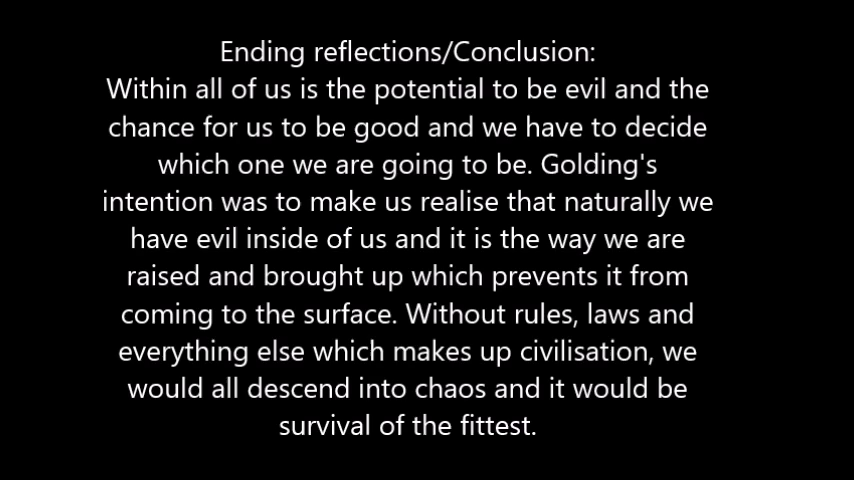 Ending reflections/Conclusion:
Within all of us is the potential to be evil and the
chance for us to be good and we have to decide
which one we are going to be. Golding's
intention was to make us realise that naturally we
have evil inside of us and it is the way we are
raised and brought up which prevents it from
coming to the surface. Without rules, laws and
everything else which makes up civilisation, we
would all descend into chaos and it would be
survival of the fittest.